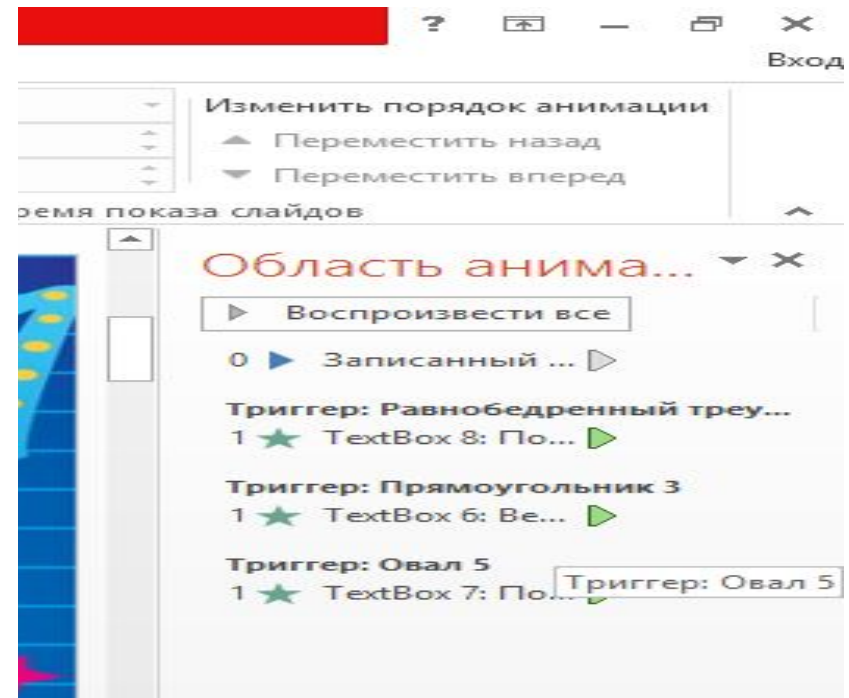 ?
Вход
Изменить порядок анимации
Переместить назад
Переместить вперед
ремя показа слайдов
Область анима...
Воспроизвести все
0 Записанный ...
Триггер: Равнобедренный треу...
1 TextBox 8: По...
Триггер: Прямоугольник 3
1 TextBox 6: Ве...
Триггер: Овал 5
Триггер: Овал 5
1 TextBox 7: По...